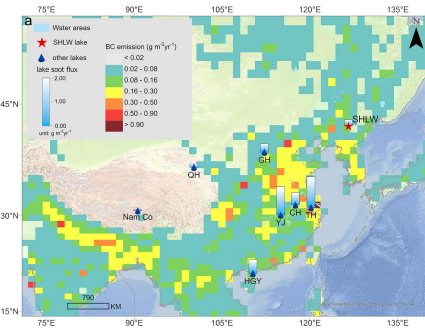 75°E 90°E 105°E 120°E 135°E
a
N
Water areas
SHLW lake
other lakes
lake soot flux
2.00
1.00
0.00
unit: g m⁻²yr⁻¹
BC emission (g m⁻²yr⁻¹)
< 0.02
0.02 - 0.08
0.08 - 0.16
0.16 - 0.30
0.30 - 0.50
0.50 - 0.90
> 0.90
45°N
SHLW
GH
QH
30°N
Nam Co
CH
TH
YJ
HGY
790
KM
15°N
75°E 90°E 105°E 120°E 135°E